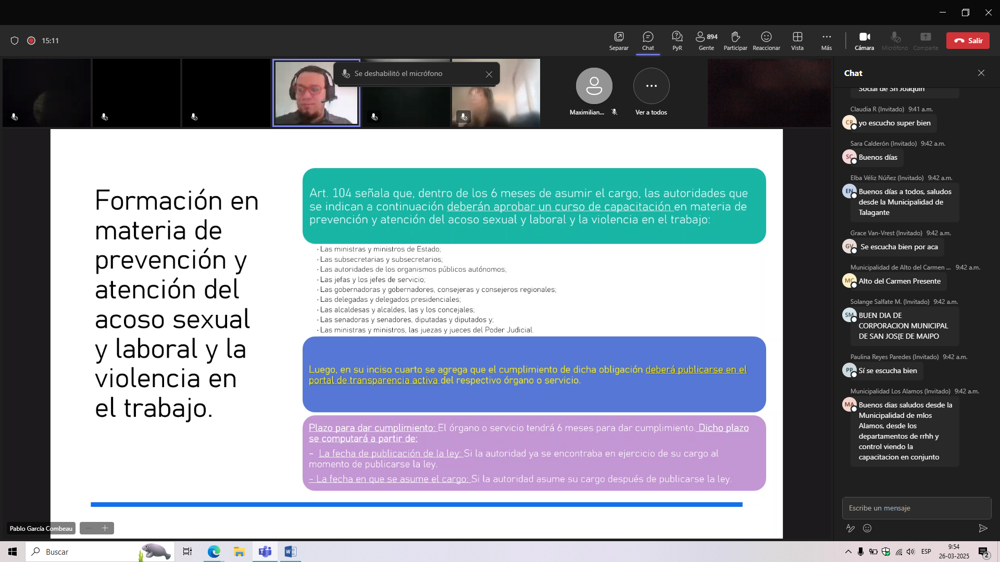 15:11
Separar
Chat
PyR
894
Gente
Participar
Reaccionar
Vista
Más
Cámara
Micrófono
Comparte
Salir
Se deshabilitó el micrófono
Maximilian...
Ver a todos
Formación en
materia de
prevención y
atención del
acoso sexual
y laboral y la
violencia en
el trabajo.
Art. 104 señala que, dentro de los 6 meses de asumir el cargo, las autoridades que
se indican a continuación deberán aprobar un curso de capacitación en materia de
prevención y atención del acoso sexual y laboral y la violencia en el trabajo:
· Las ministras y ministros de Estado;
· Las subsecretarias y subsecretarios;
· Las autoridades de los organismos públicos autónomos;
· Las jefas y los jefes de servicio;
· Las gobernadoras y gobernadores, consejeras y consejeros regionales;
· Las delegadas y delegados presidenciales;
· Las alcaldesas y alcaldes, las y los concejales;
· Las senadoras y senadores, diputadas y diputados y;
· Las ministras y ministros, las juezas y jueces del Poder Judicial.
Luego, en su inciso cuarto se agrega que el cumplimiento de dicha obligación deberá publicarse en el
portal de transparencia activa del respectivo órgano o servicio.
Plazo para dar cumplimiento: El órgano o servicio tendrá 6 meses para dar cumplimiento. Dicho plazo
se computará a partir de:
– La fecha de publicación de la ley: Si la autoridad ya se encontraba en ejercicio de su cargo al
momento de publicarse la ley.
– La fecha en que se asume el cargo: Si la autoridad asume su cargo después de publicarse la ley.
Pablo García Combeau
Chat
Social de Sn Joaquin
Claudia R (Invitado) 9:41 a.m.
CR
yo escucho super bien
Sara Calderón (Invitado) 9:42 a.m.
SC
Buenos días
Elba Véliz Núñez (Invitado) 9:42 a.m.
EN
Buenos días a todos, saludos
desde la Municipalidad de
Talagante
Grace Van-Vrest (Invitado) 9:42 a.m.
GV
Se escucha bien por aca
Municipalidad de Alto del Carmen ... 9:42 a.m.
MC
Alto del Carmen Presente
Solange Salfate M. (Invitado) 9:42 a.m.
SM
BUEN DIA DE
CORPORACION MUNICIPAL
DE SAN JOS{E DE MAIPO
Paulina Reyes Paredes (Invitado) 9:42 a.m.
PP
Sí se escucha bien
Municipalidad Los Alamos (Invitado) 9:42 a.m.
MA
Buenos dias saludos desde la
Municipalidad de mlos
Alamos, desde los
departamentos de rrhh y
control viendo la
capacitacion en conjunto
Escribe un mensaje
Buscar
ESP
9:54
26-03-2025
2